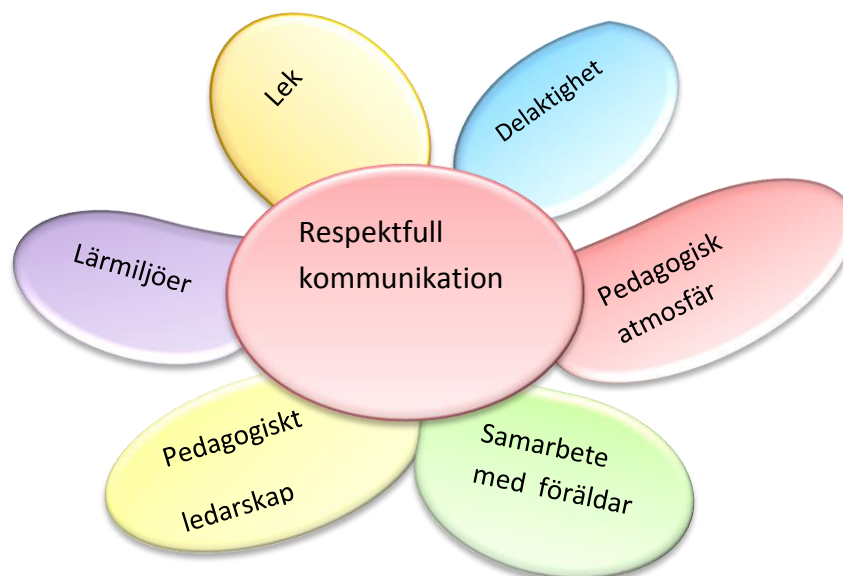 Lek
Delaktighet
Respektfull
kommunikation
Lärmiljöer
Pedagogisk
atmosfär
Pedagogiskt
ledarskap
Samarbete
med föräldar